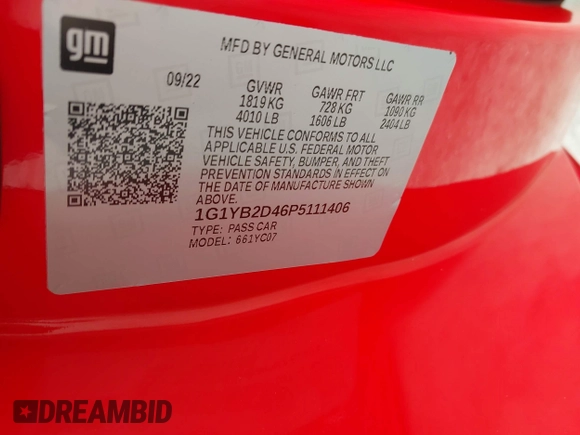 gm
MFD BY GENERAL MOTORS LLC
09/22 GVWR GAWR FRT GAWR RR
1819 KG 728 KG 1090 KG
4010 LB 1606 LB 2404 LB
THIS VEHICLE CONFORMS TO ALL
APPLICABLE U.S. FEDERAL MOTOR
VEHICLE SAFETY, BUMPER, AND THEFT
PREVENTION STANDARDS IN EFFECT ON
THE DATE OF MANUFACTURE SHOWN
ABOVE.
1G1YB2D46P5111406
TYPE: PASS CAR
MODEL: 661YC07
DREAMBID